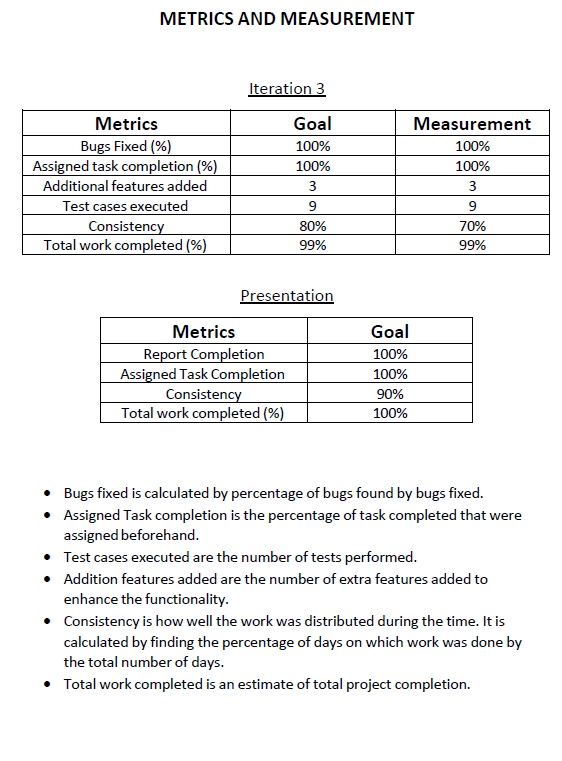 METRICS AND MEASUREMENT
Iteration 3
Metrics Goal Measurement
Bugs Fixed (%) 100% 100%
Assigned task completion (%) 100% 100%
Additional features added 3 3
Test cases executed 9 9
Consistency 80% 70%
Total work completed (%) 99% 99%
Presentation
Metrics Goal
Report Completion 100%
Assigned Task Completion 100%
Consistency 90%
Total work completed (%) 100%
• Bugs fixed is calculated by percentage of bugs found by bugs fixed.
• Assigned Task completion is the percentage of task completed that were
assigned beforehand.
• Test cases executed are the number of tests performed.
• Addition features added are the number of extra features added to
enhance the functionality.
• Consistency is how well the work was distributed during the time. It is
calculated by finding the percentage of days on which work was done by
the total number of days.
• Total work completed is an estimate of total project completion.